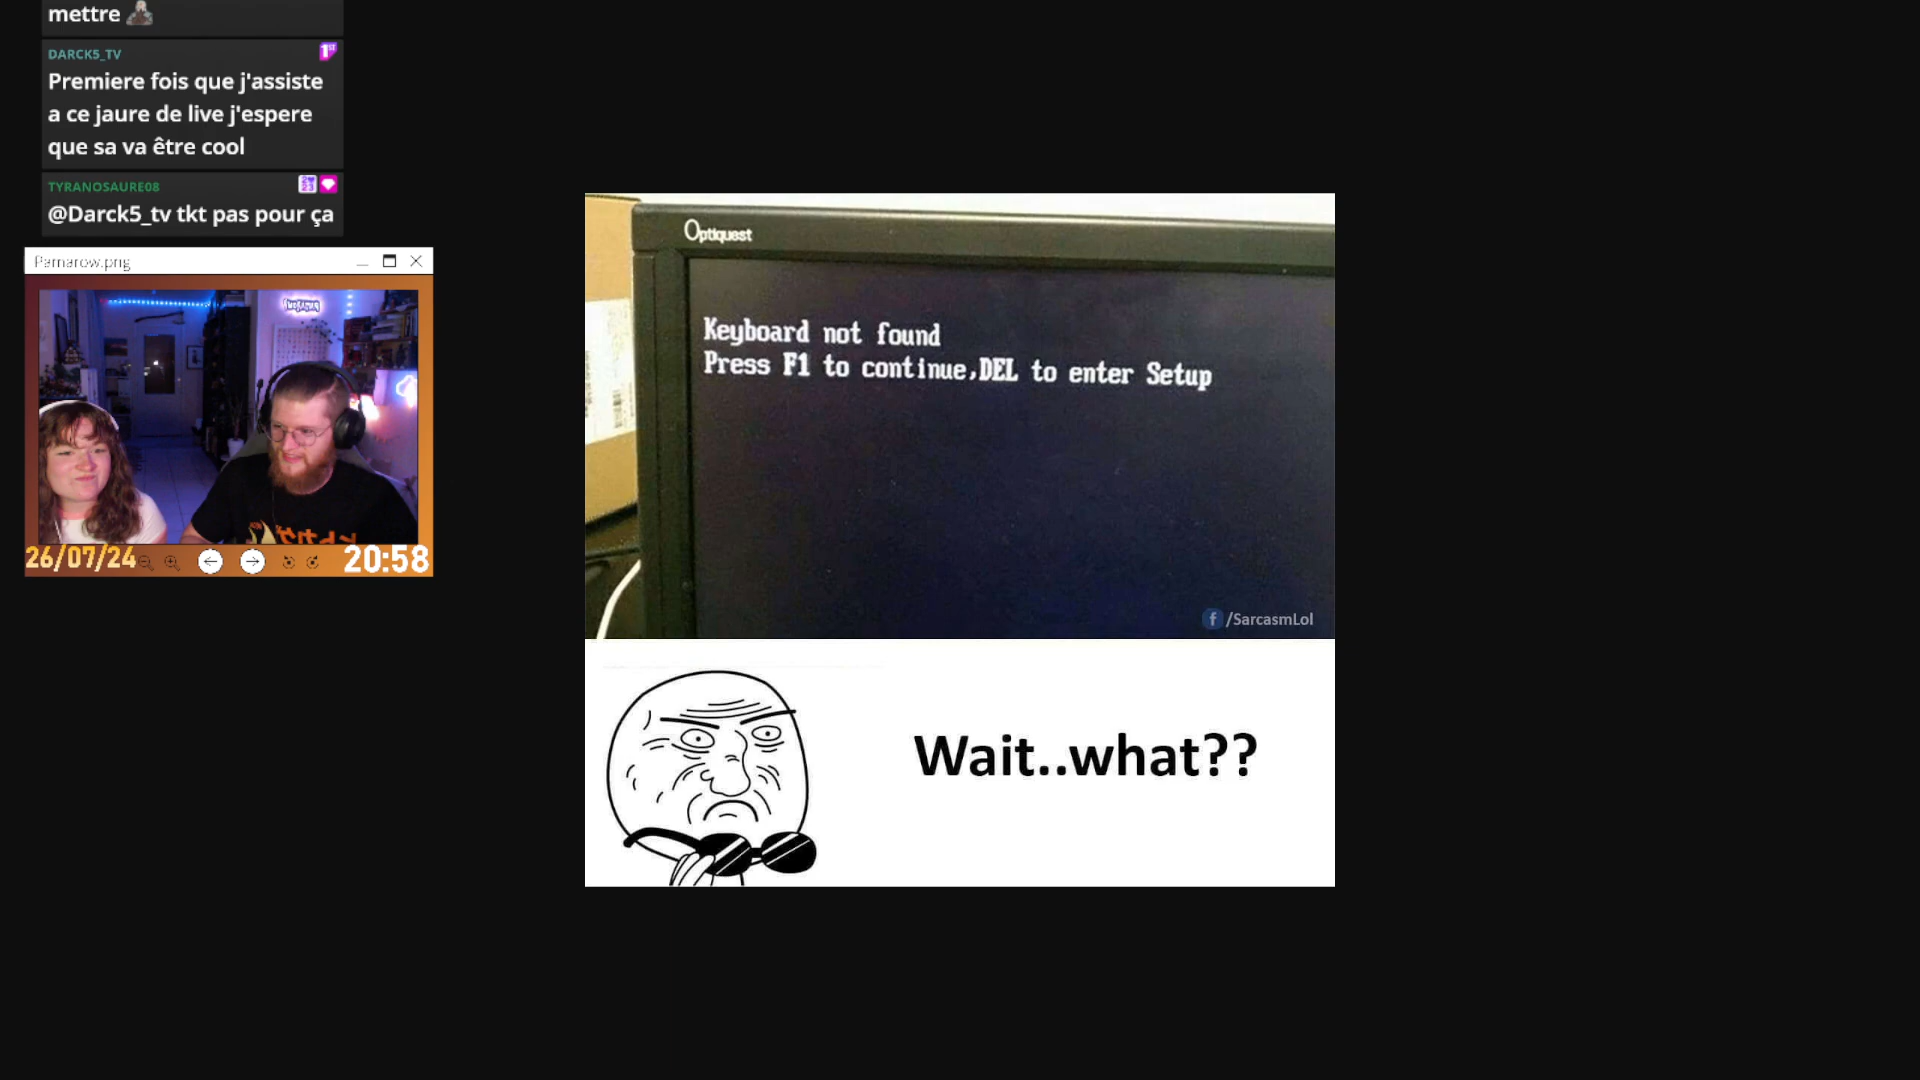 mettre
DARCK5_TV
1ST
Premiere fois que j'assiste
a ce jaure de live j'espere
que sa va être cool
TYRANOSAURE08
@Darck5_tv tkt pas pour ça
Pamarow.png
26/07/24
20:58
Optiquest
Keyboard not found
Press F1 to continue,DEL to enter Setup
f /SarcasmLol
Wait..what??